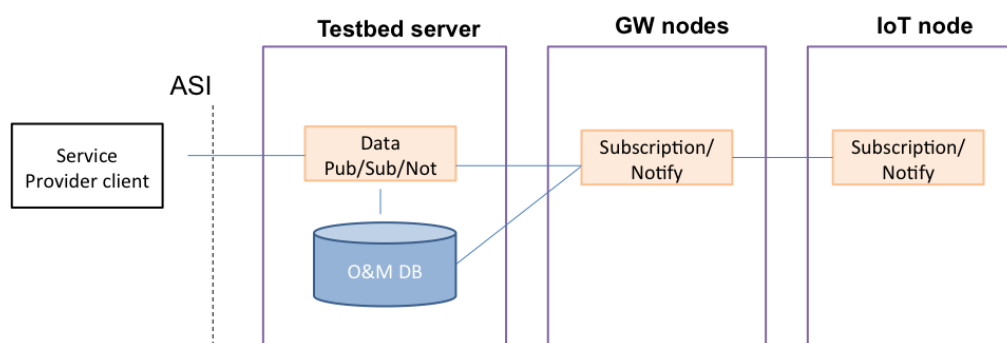 Testbed server
GW nodes
IoT node
ASI
Service
Provider client
Data
Pub/Sub/Not
Subscription/
Notify
Subscription/
Notify
O&M DB